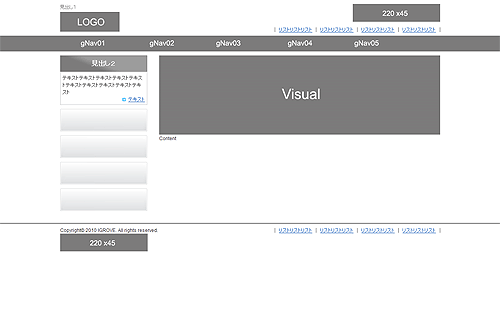 見出し1
LOGO
220 x45
| リストリストリスト | リストリストリスト | リストリストリスト | リストリストリスト |
gNav01 gNav02 gNav03 gNav04 gNav05
見出し2
テキストテキストテキストテキストテキス
トテキストテキストテキストテキストテキ
スト
テキスト
Visual
Content
Copyright© 2010 IGROVE. All rights reserved.
| リストリストリスト | リストリストリスト | リストリストリスト | リストリストリスト |
220 x45